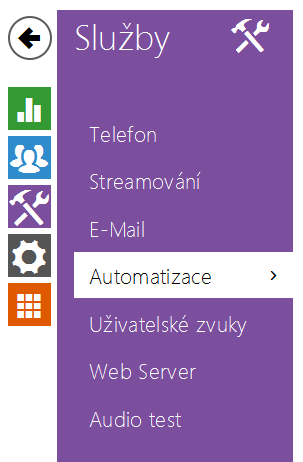 Služby
Telefon
Streamování
E-Mail
Automatizace
Uživatelské zvuky
Web Server
Audio test